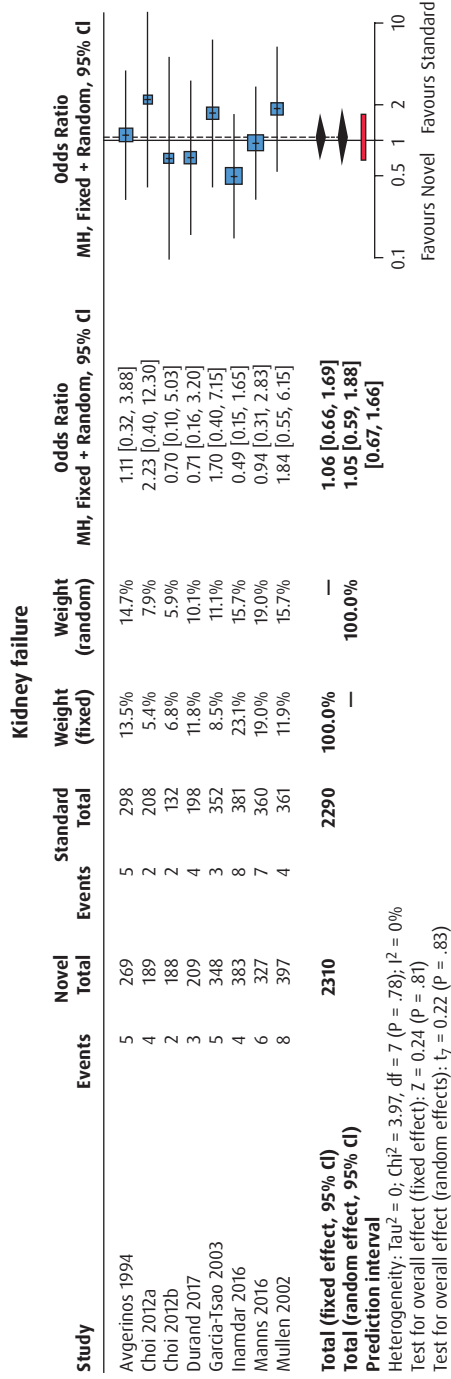 Kidney failure
Novel Standard Weight Weight Odds Ratio Odds Ratio
Study Events Total Events Total (fixed) (random) MH, Fixed + Random, 95% CI MH, Fixed + Random, 95% CI
Avgerinos 1994 5 269 5 298 13.5% 14.7% 1.11 [0.32, 3.88]
Choi 2012a 4 189 2 208 5.4% 7.9% 2.23 [0.40, 12.30]
Choi 2012b 2 188 2 132 6.8% 5.9% 0.70 [0.10, 5.03]
Durand 2017 3 209 4 198 11.8% 10.1% 0.71 [0.16, 3.20]
Garcia-Tsao 2003 5 348 3 352 8.5% 11.1% 1.70 [0.40, 7.15]
Inamdar 2016 4 383 8 381 23.1% 15.7% 0.49 [0.15, 1.65]
Manns 2016 6 327 7 360 19.0% 19.0% 0.94 [0.31, 2.83]
Mullen 2002 8 397 4 361 11.9% 15.7% 1.84 [0.55, 6.15]
Total (fixed effect, 95% CI) 2310 2290 100.0% — 1.06 [0.66, 1.69]
Total (random effect, 95% CI) — 100.0% 1.05 [0.59, 1.88]
Prediction interval [0.67, 1.66]
Heterogeneity: Tau² = 0; Chi² = 3.97, df = 7 (P = .78); I² = 0%
Test for overall effect (fixed effect): Z = 0.24 (P = .81)
Test for overall effect (random effects): t₇ = 0.22 (P = .83)
0.1 0.5 1 2 10
Favours Novel Favours Standard